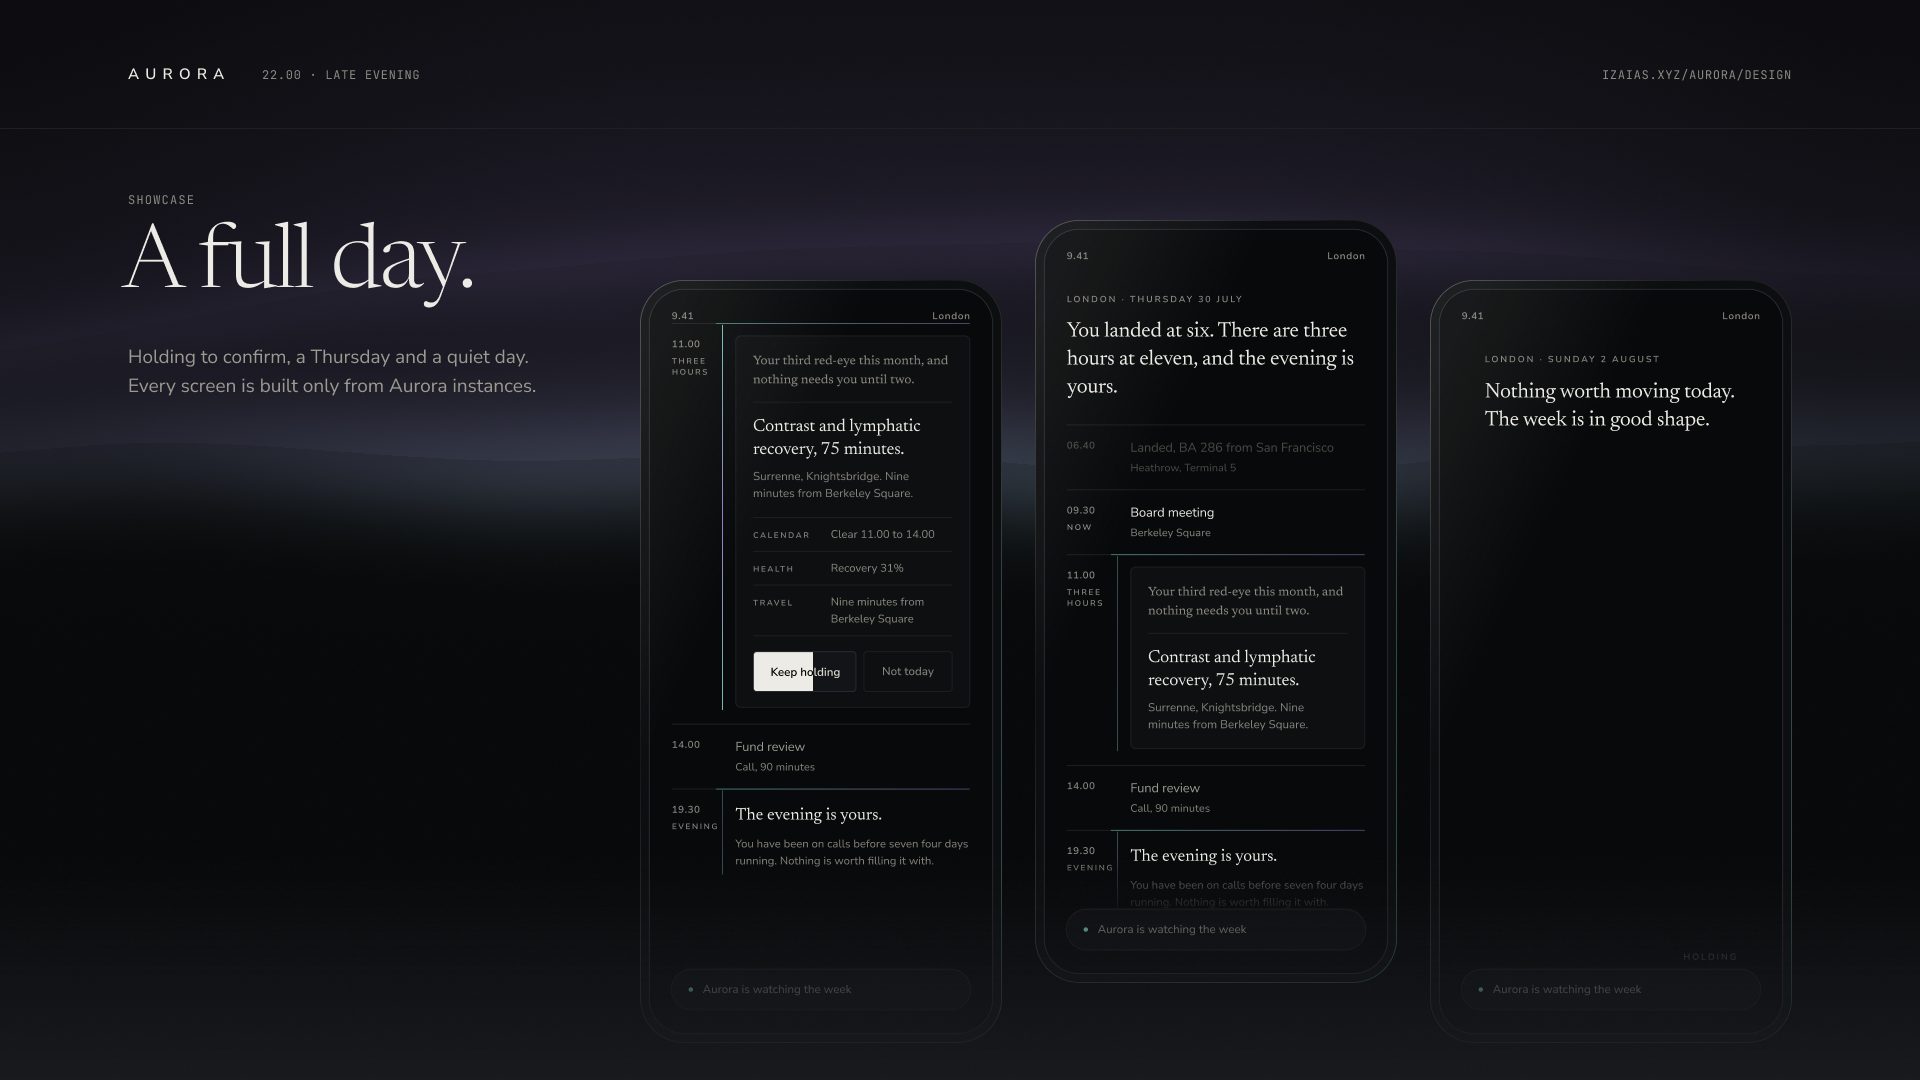 AURORA
22.00 · LATE EVENING
IZAIAS.XYZ/AURORA/DESIGN
SHOWCASE
A full day.
Holding to confirm, a Thursday and a quiet day.
Every screen is built only from Aurora instances.
9.41
London
11.00
THREE
HOURS
Your third red-eye this month, and
nothing needs you until two.
Contrast and lymphatic
recovery, 75 minutes.
Surrenne, Knightsbridge. Nine
minutes from Berkeley Square.
CALENDAR
Clear 11.00 to 14.00
HEALTH
Recovery 31%
TRAVEL
Nine minutes from
Berkeley Square
Keep holding
Not today
14.00
Fund review
Call, 90 minutes
19.30
EVENING
The evening is yours.
You have been on calls before seven four days
running. Nothing is worth filling it with.
Aurora is watching the week
9.41
London
LONDON · THURSDAY 30 JULY
You landed at six. There are three
hours at eleven, and the evening is
yours.
06.40
Landed, BA 286 from San Francisco
Heathrow, Terminal 5
09.30
NOW
Board meeting
Berkeley Square
11.00
THREE
HOURS
Your third red-eye this month, and
nothing needs you until two.
Contrast and lymphatic
recovery, 75 minutes.
Surrenne, Knightsbridge. Nine
minutes from Berkeley Square.
14.00
Fund review
Call, 90 minutes
19.30
EVENING
The evening is yours.
You have been on calls before seven four days
running. Nothing is worth filling it with.
Aurora is watching the week
9.41
London
LONDON · SUNDAY 2 AUGUST
Nothing worth moving today.
The week is in good shape.
HOLDING
Aurora is watching the week